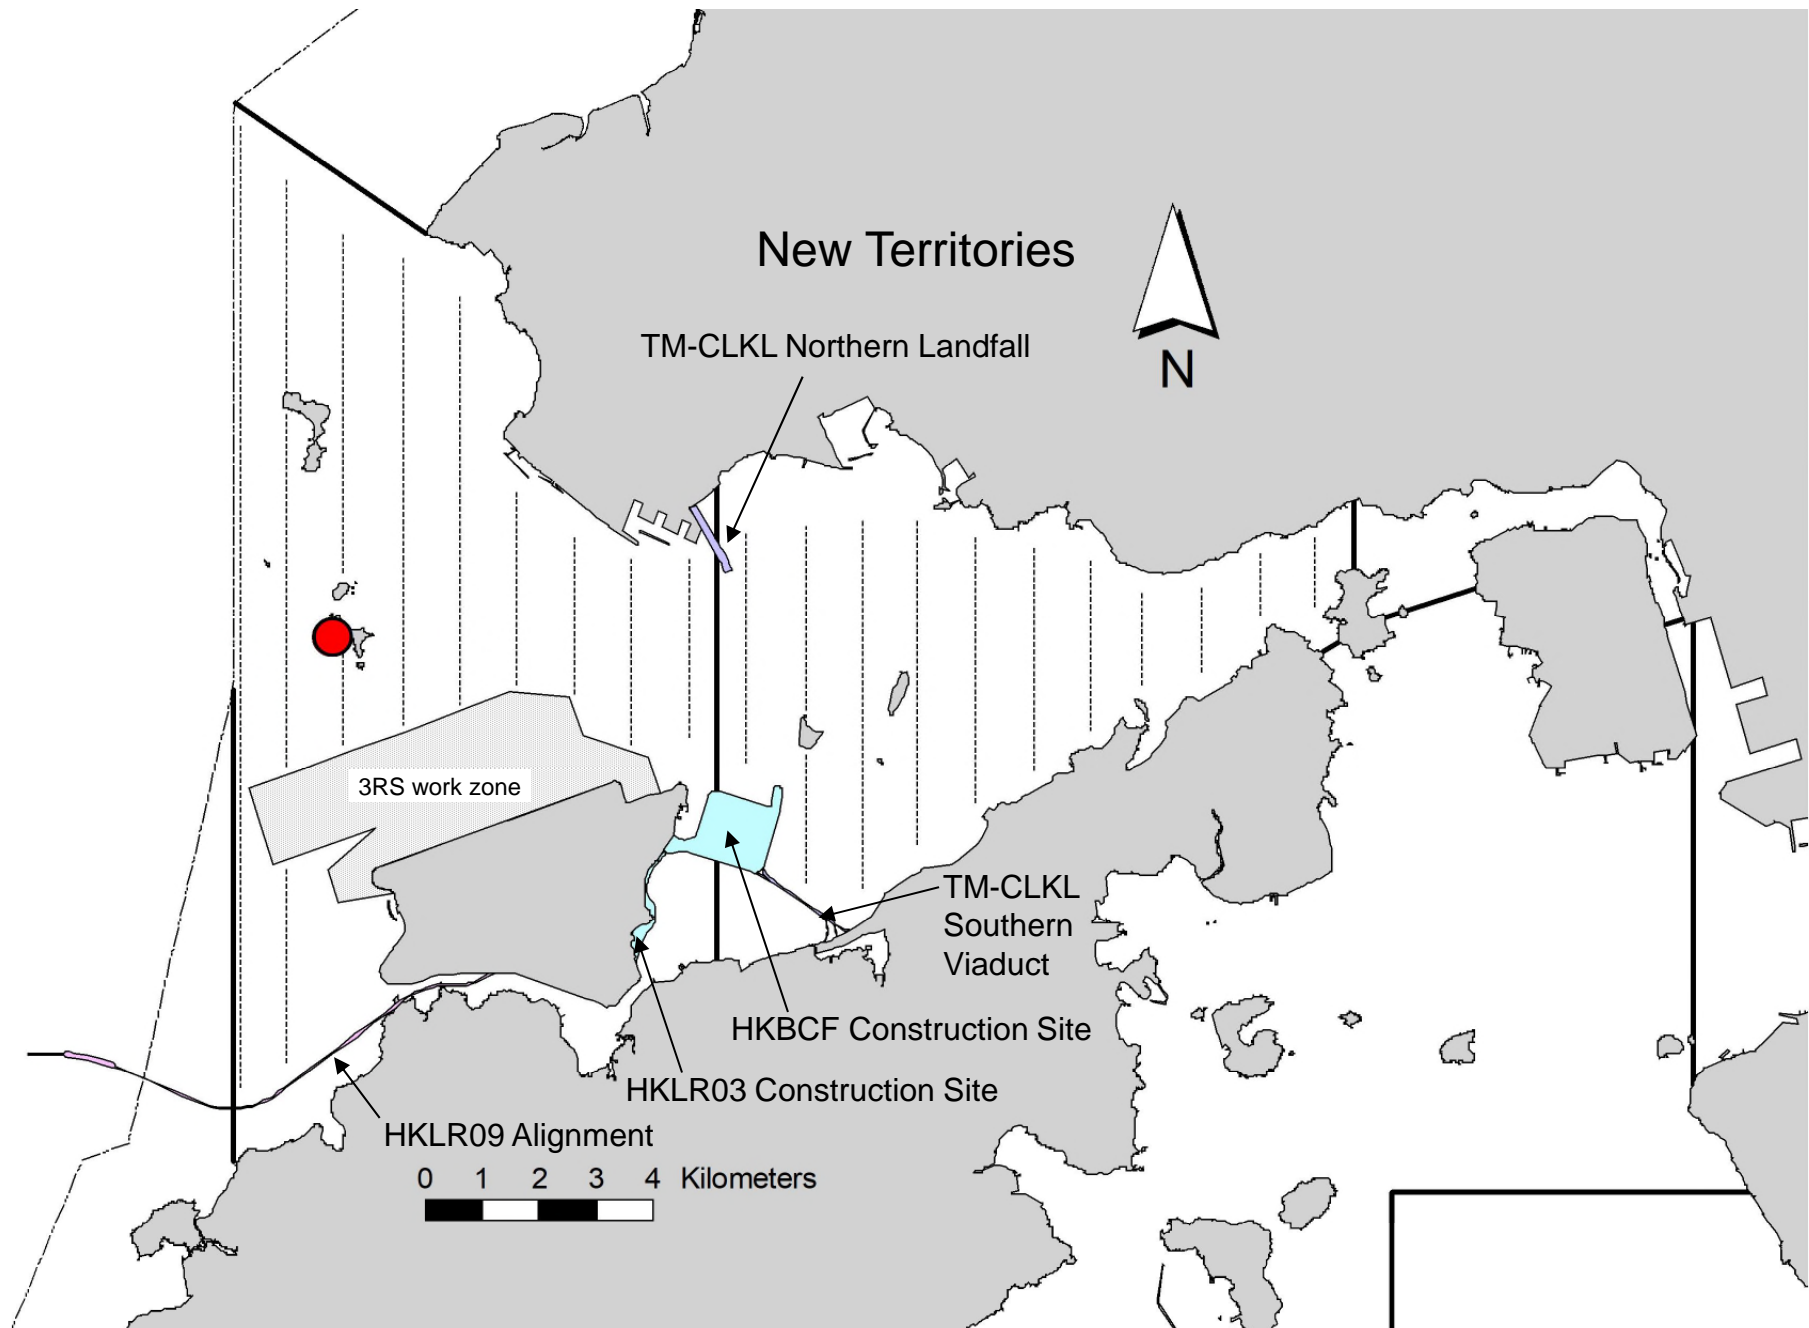 New Territories
TM-CLKL Northern Landfall
N
3RS work zone
TM-CLKL
Southern
Viaduct
HKBCF Construction Site
HKLR03 Construction Site
HKLR09 Alignment
0 1 2 3 4 Kilometers